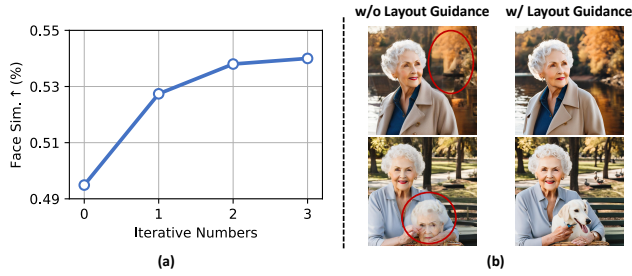 Face Sim. ↑ (%)
0.55
0.53
0.51
0.49
0
1
2
3
Iterative Numbers
(a)
w/o Layout Guidance
w/ Layout Guidance
(b)